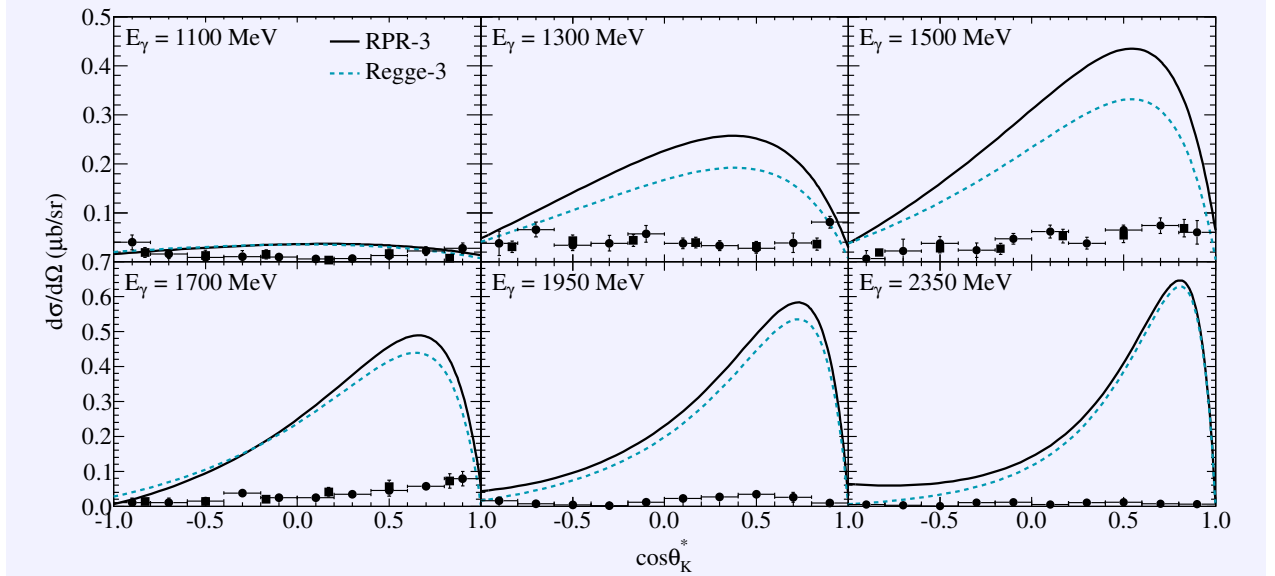 0.5
0.4
0.3
0.2
0.1
0.7
0.6
0.5
0.4
0.3
0.2
0.1
0.0
dσ/dΩ (μb/sr)
E_γ = 1100 MeV
RPR-3
Regge-3
E_γ = 1300 MeV
E_γ = 1500 MeV
E_γ = 1700 MeV
E_γ = 1950 MeV
E_γ = 2350 MeV
-1.0 -0.5 0.0 0.5 1.0 -0.5 0.0 0.5 1.0 -0.5 0.0 0.5 1.0
cosθ*_K